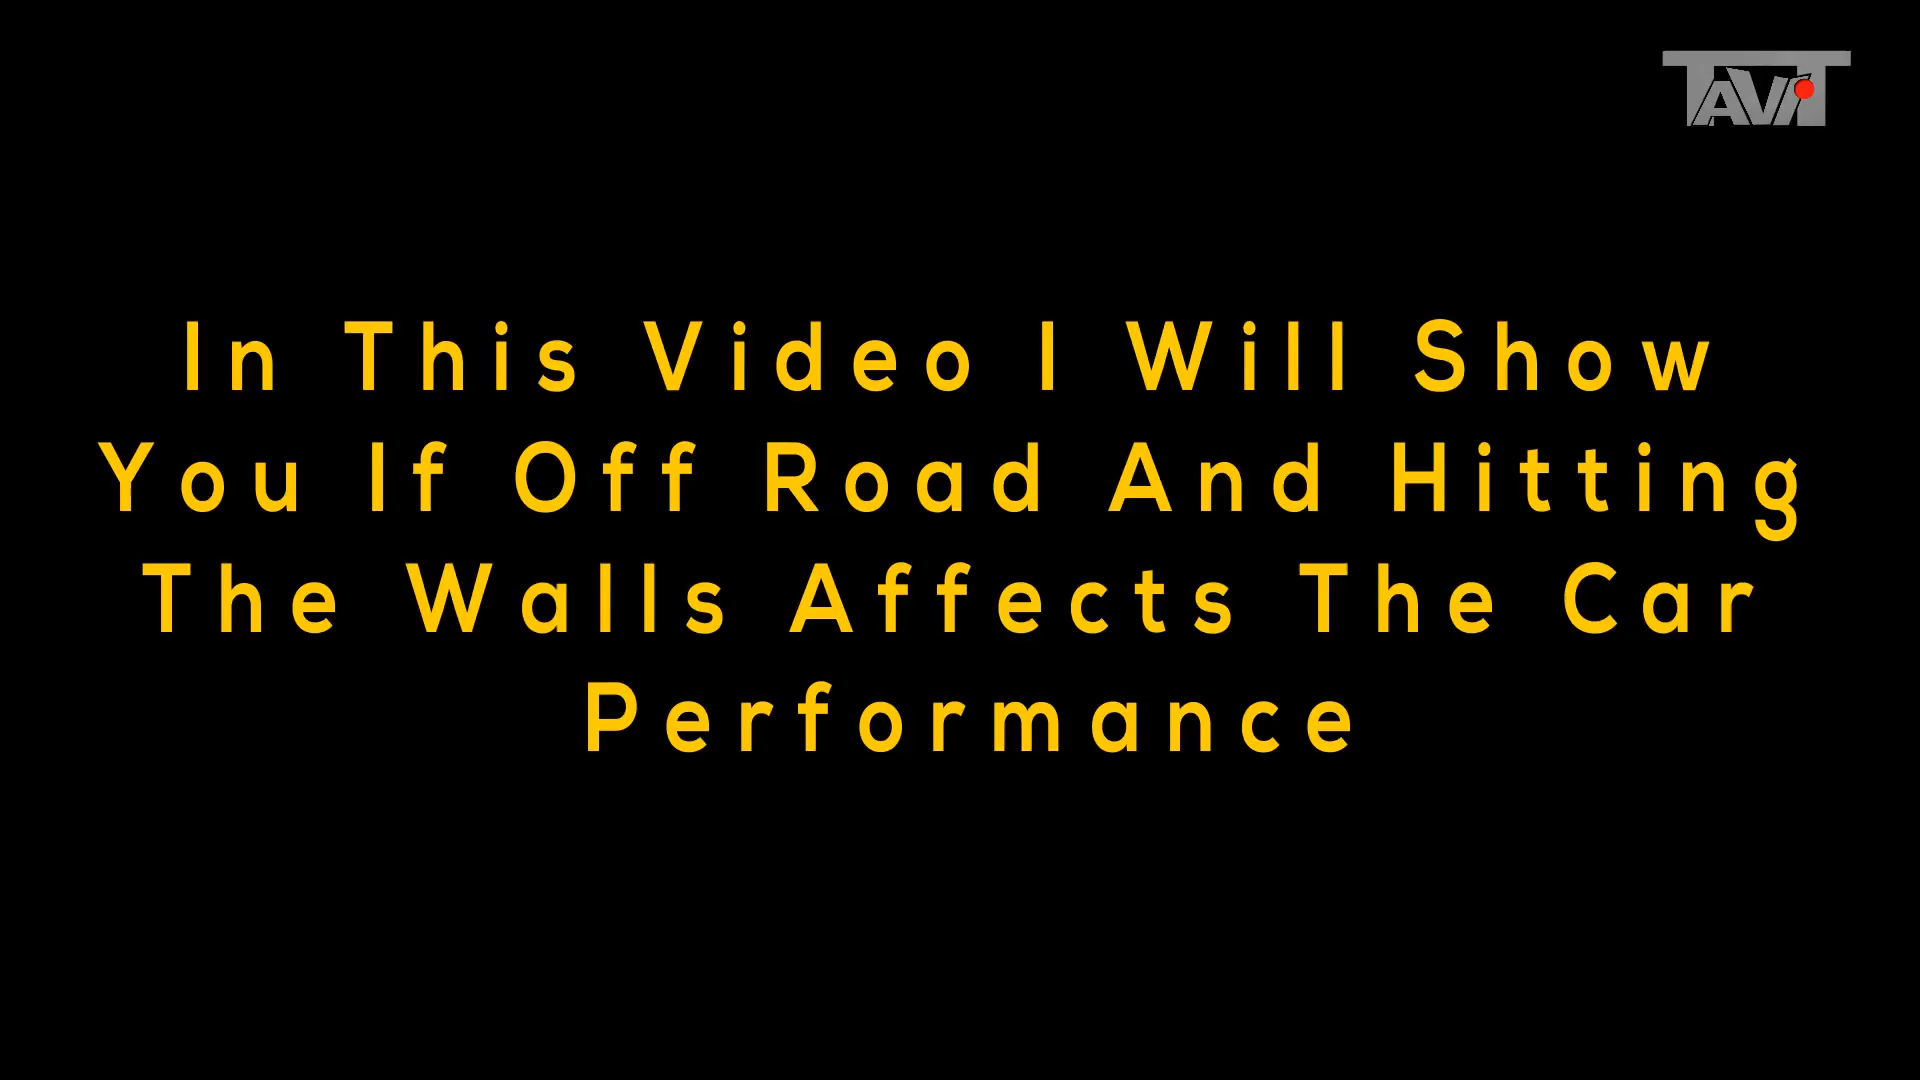 TAViT
In This Video I Will Show
You If Off Road And Hitting
The Walls Affects The Car
Performance